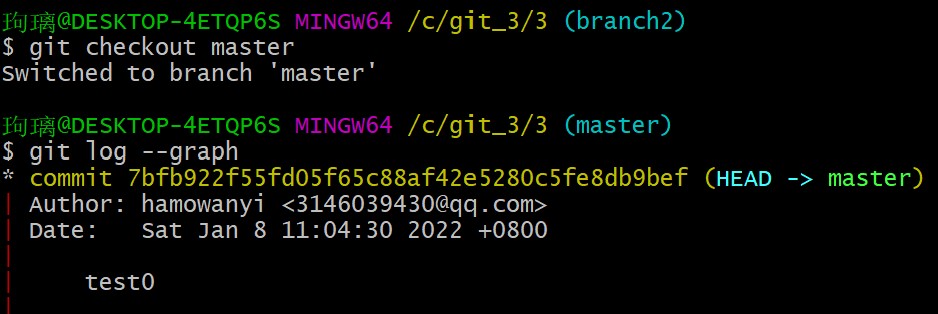 玽璃@DESKTOP-4ETQP6S MINGW64 /c/git_3/3 (branch2)
$ git checkout master
Switched to branch 'master'
玽璃@DESKTOP-4ETQP6S MINGW64 /c/git_3/3 (master)
$ git log --graph
* commit 7bfb922f55fd05f65c88af42e5280c5fe8db9bef (HEAD -> master)
| Author: hamowanyi <3146039430@qq.com>
| Date:   Sat Jan 8 11:04:30 2022 +0800
|
|     test0
|